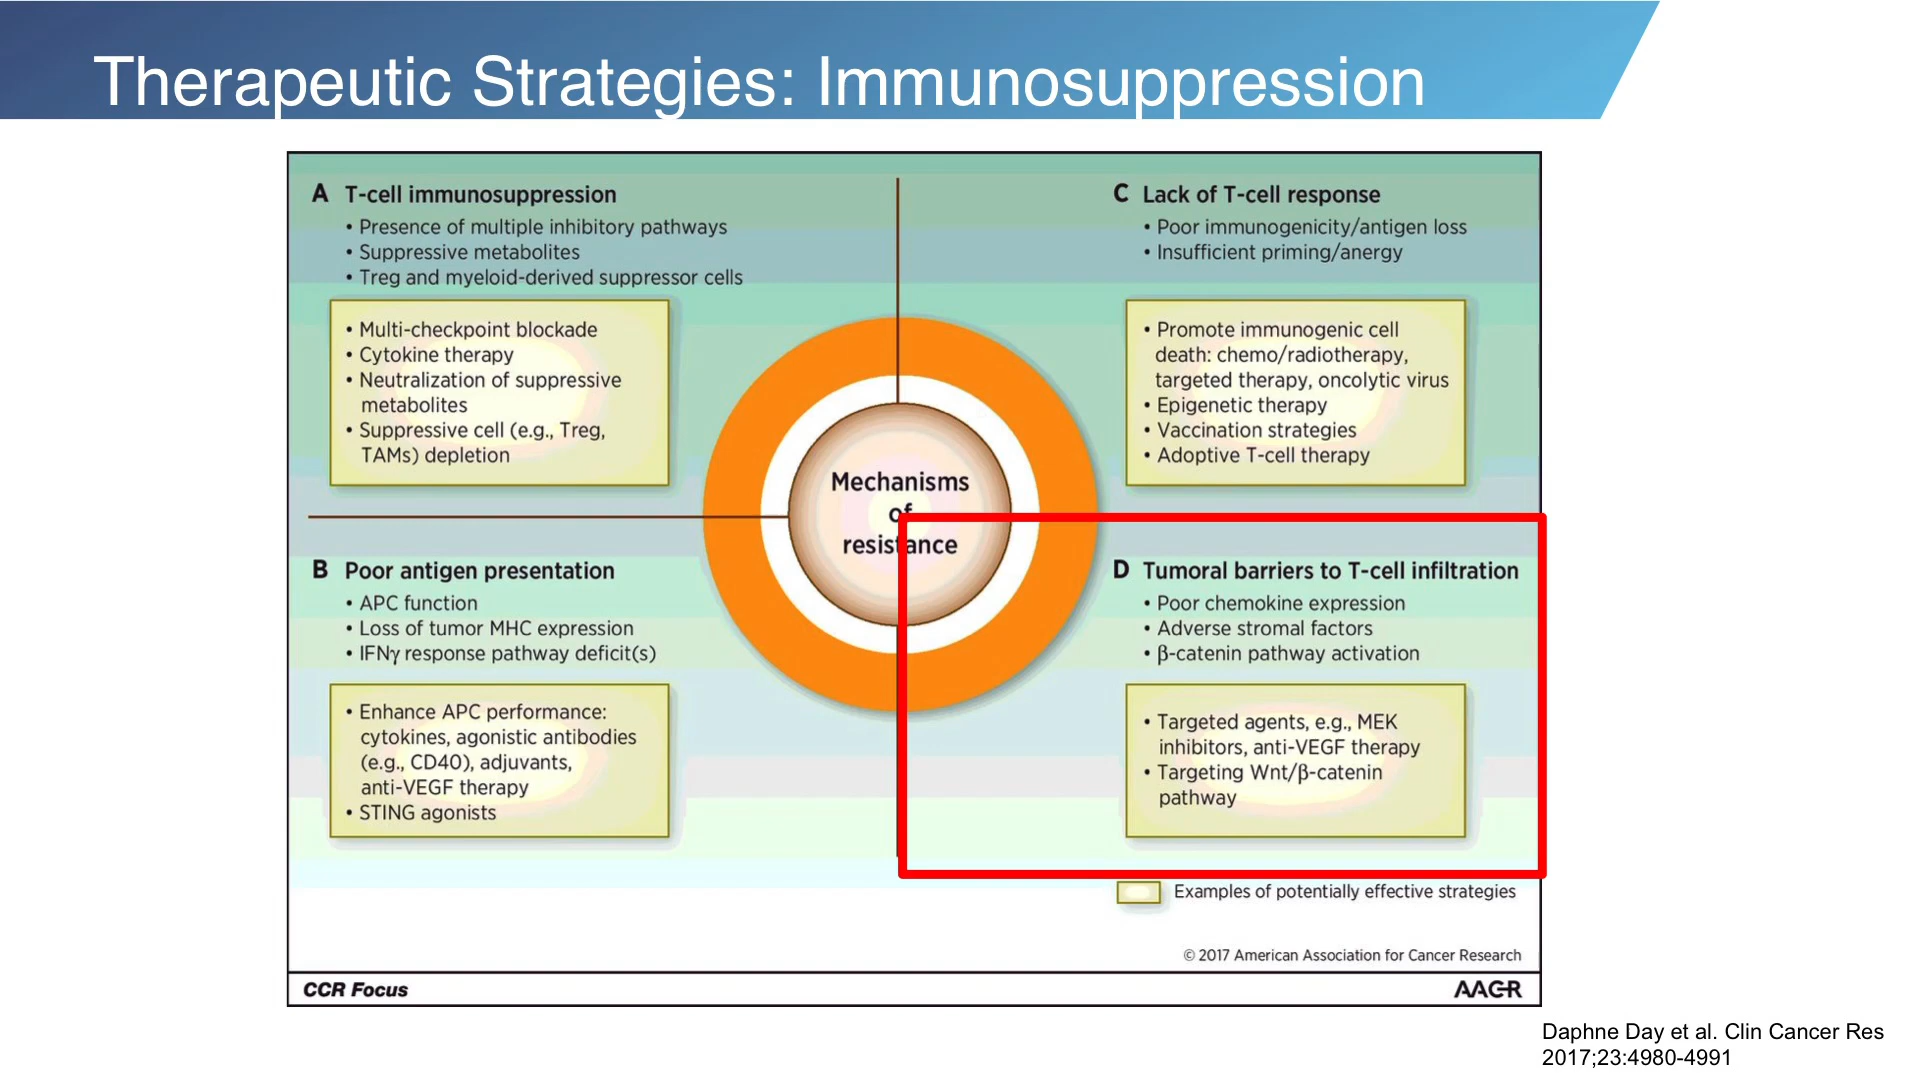 Therapeutic Strategies: Immunosuppression
A T-cell immunosuppression
• Presence of multiple inhibitory pathways
• Suppressive metabolites
• Treg and myeloid-derived suppressor cells
• Multi-checkpoint blockade
• Cytokine therapy
• Neutralization of suppressive
metabolites
• Suppressive cell (e.g., Treg,
TAMs) depletion
C Lack of T-cell response
• Poor immunogenicity/antigen loss
• Insufficient priming/anergy
• Promote immunogenic cell
death: chemo/radiotherapy,
targeted therapy, oncolytic virus
• Epigenetic therapy
• Vaccination strategies
• Adoptive T-cell therapy
Mechanisms
of
resistance
B Poor antigen presentation
• APC function
• Loss of tumor MHC expression
• IFNγ response pathway deficit(s)
• Enhance APC performance:
cytokines, agonistic antibodies
(e.g., CD40), adjuvants,
anti-VEGF therapy
• STING agonists
D Tumoral barriers to T-cell infiltration
• Poor chemokine expression
• Adverse stromal factors
• β-catenin pathway activation
• Targeted agents, e.g., MEK
inhibitors, anti-VEGF therapy
• Targeting Wnt/β-catenin
pathway
Examples of potentially effective strategies
© 2017 American Association for Cancer Research
CCR Focus
AACR
Daphne Day et al. Clin Cancer Res
2017;23:4980-4991